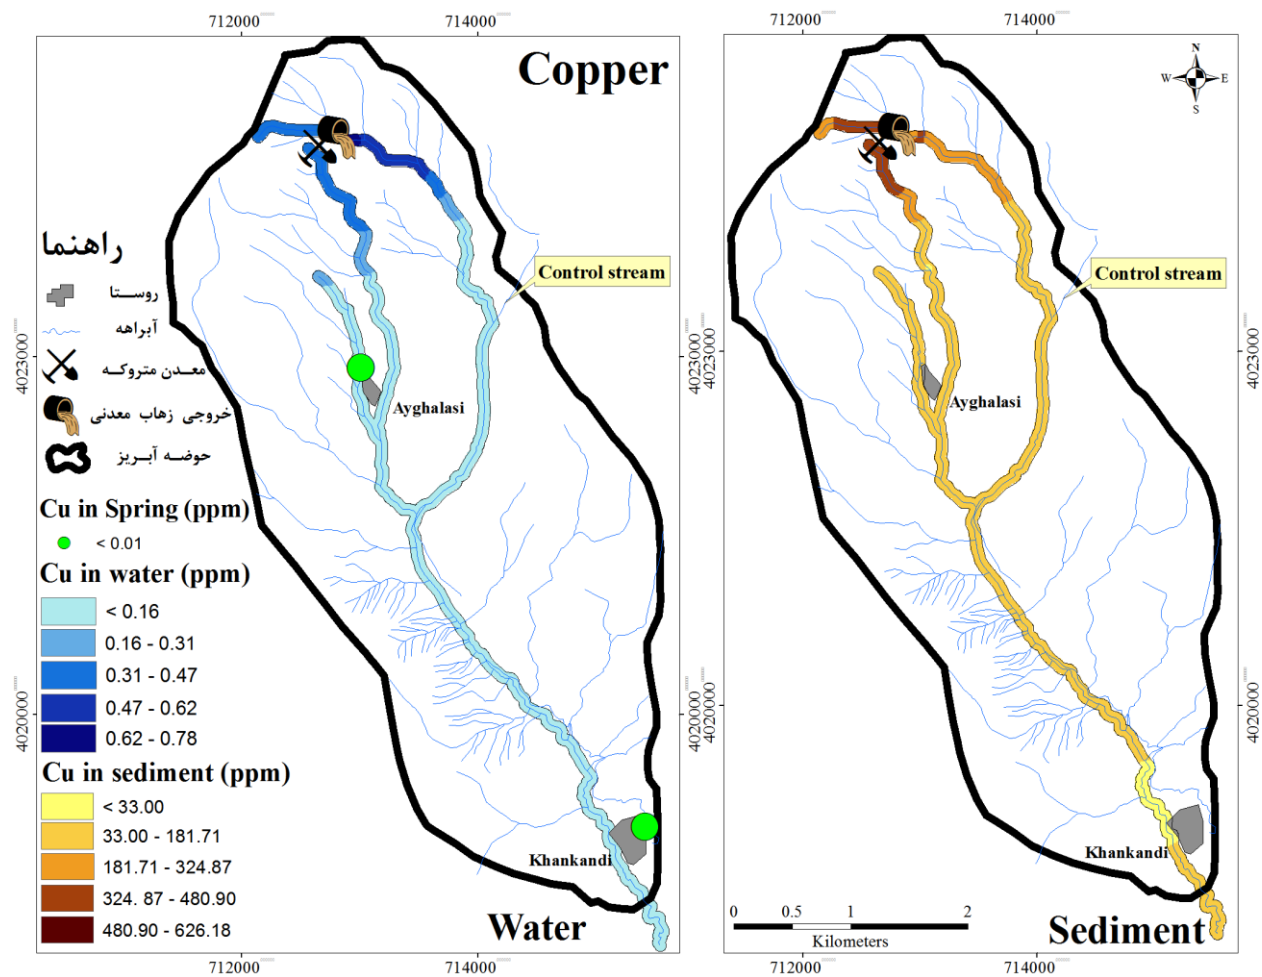 712000
714000
712000
714000
Copper
N
W
E
S
Control stream
Control stream
راهنما
روستا
آبراهه
معدن متروکه
خروجی زهاب معدنی
حوضه آبریز
4023000
4023000
4023000
4023000
Ayghalasi
Ayghalasi
Cu in Spring (ppm)
< 0.01
Cu in water (ppm)
< 0.16
0.16 - 0.31
0.31 - 0.47
0.47 - 0.62
0.62 - 0.78
4020000
4020000
4020000
4020000
Cu in sediment (ppm)
< 33.00
33.00 - 181.71
181.71 - 324.87
324. 87 - 480.90
480.90 - 626.18
Khankandi
Khankandi
Water
0
0.5
1
2
Kilometers
Sediment
712000
714000
712000
714000